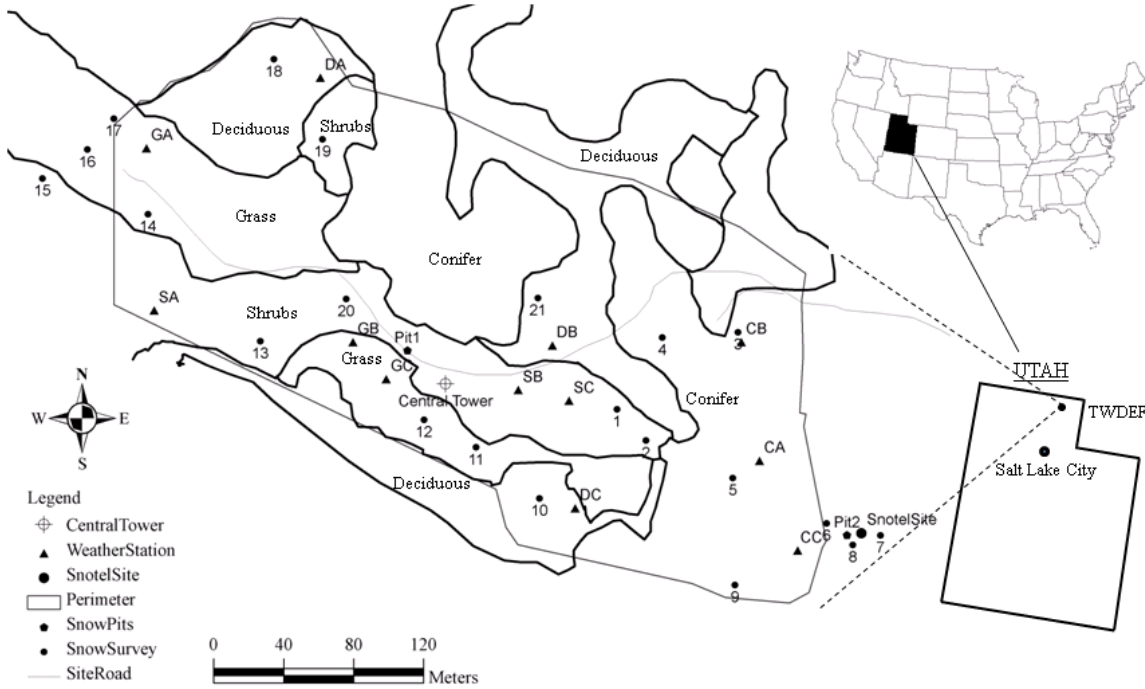 18
DA
Deciduous
Shrubs
19
17
GA
16
15
14
Grass
Deciduous
Conifer
SA
Shrubs
20
13
GB
Pit1
Grass
GC
Central Tower
21
DB
4
3
CB
SB
SC
1
2
12
11
Conifer
CA
5
Deciduous
10
DC
CC
6
Pit2
SnotelSite
8
7
9
UTAH
TWDEF
Salt Lake City
N
W
E
S
Legend
CentralTower
WeatherStation
SnotelSite
Perimeter
SnowPits
SnowSurvey
SiteRoad
0 40 80 120
Meters